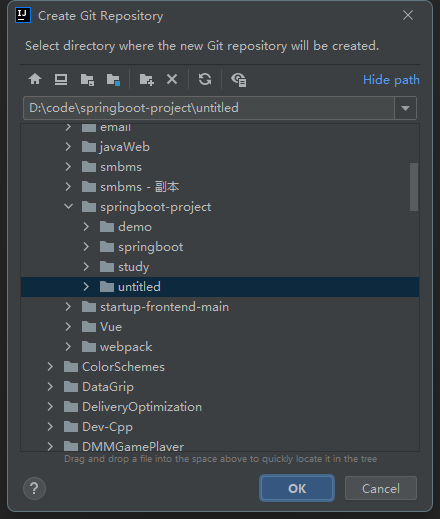 Create Git Repository
Select directory where the new Git repository will be created.
Hide path
D:\code\springboot-project\untitled
email
javaWeb
smbms
smbms - 副本
springboot-project
demo
springboot
study
untitled
startup-frontend-main
Vue
webpack
ColorSchemes
DataGrip
DeliveryOptimization
Dev-Cpp
DMMGamePlayer
Drag and drop a file into the space above to quickly locate it in the tree
?
OK
Cancel